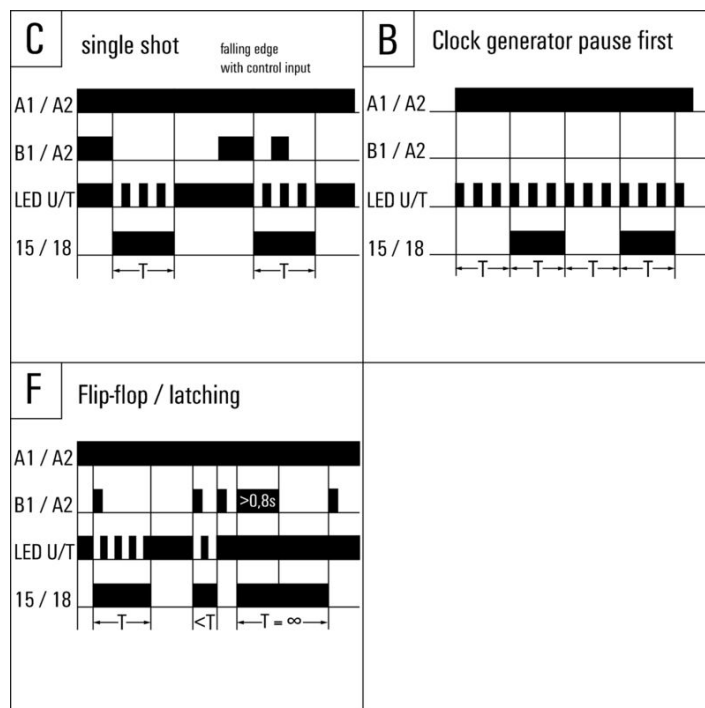 C
single shot
falling edge
with control input
A1 / A2
B1 / A2
LED U/T
15 / 18
T
T
B
Clock generator pause first
A1 / A2
B1 / A2
LED U/T
15 / 18
T
T
T
T
F
Flip-flop / latching
A1 / A2
B1 / A2
>0,8s
LED U/T
15 / 18
T
<T
T = ∞